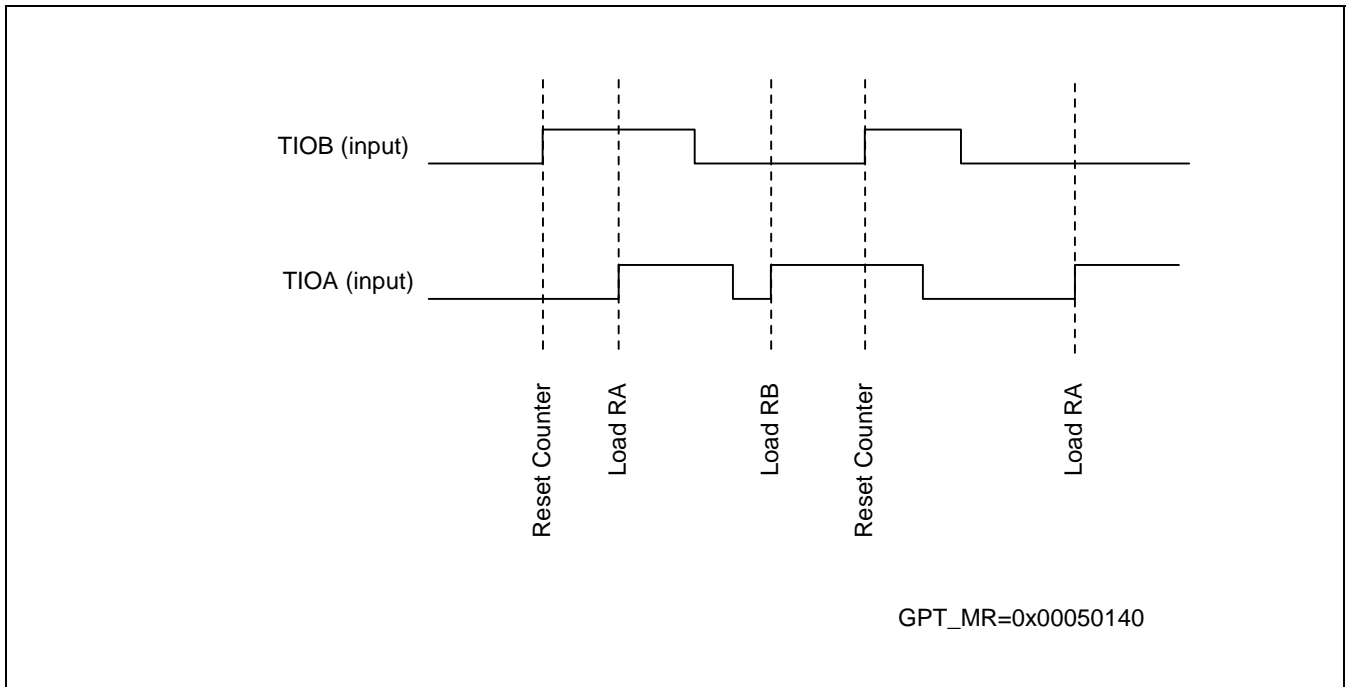 TIOB (input)
TIOA (input)
Reset Counter
Load RA
Load RB
Reset Counter
Load RA
GPT_MR=0x00050140